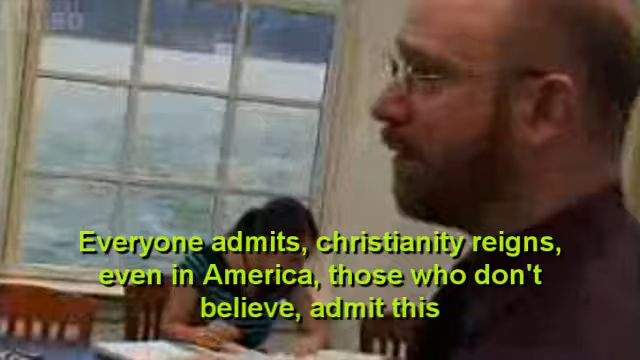 Everyone admits, christianity reigns,
even in America, those who don't
believe, admit this